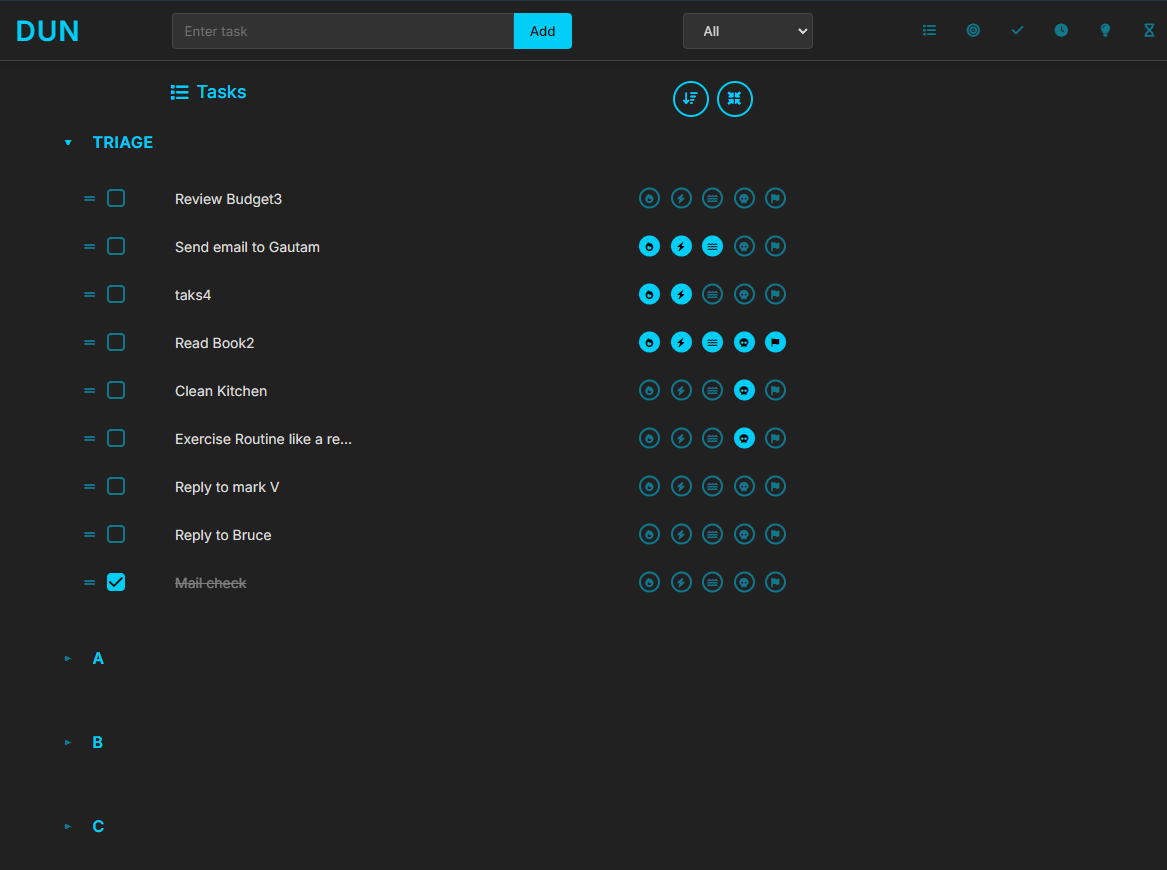 DUN
Enter task
Add
All
Tasks
TRIAGE
Review Budget3
Send email to Gautam
taks4
Read Book2
Clean Kitchen
Exercise Routine like a re...
Reply to mark V
Reply to Bruce
Mail check
A
B
C